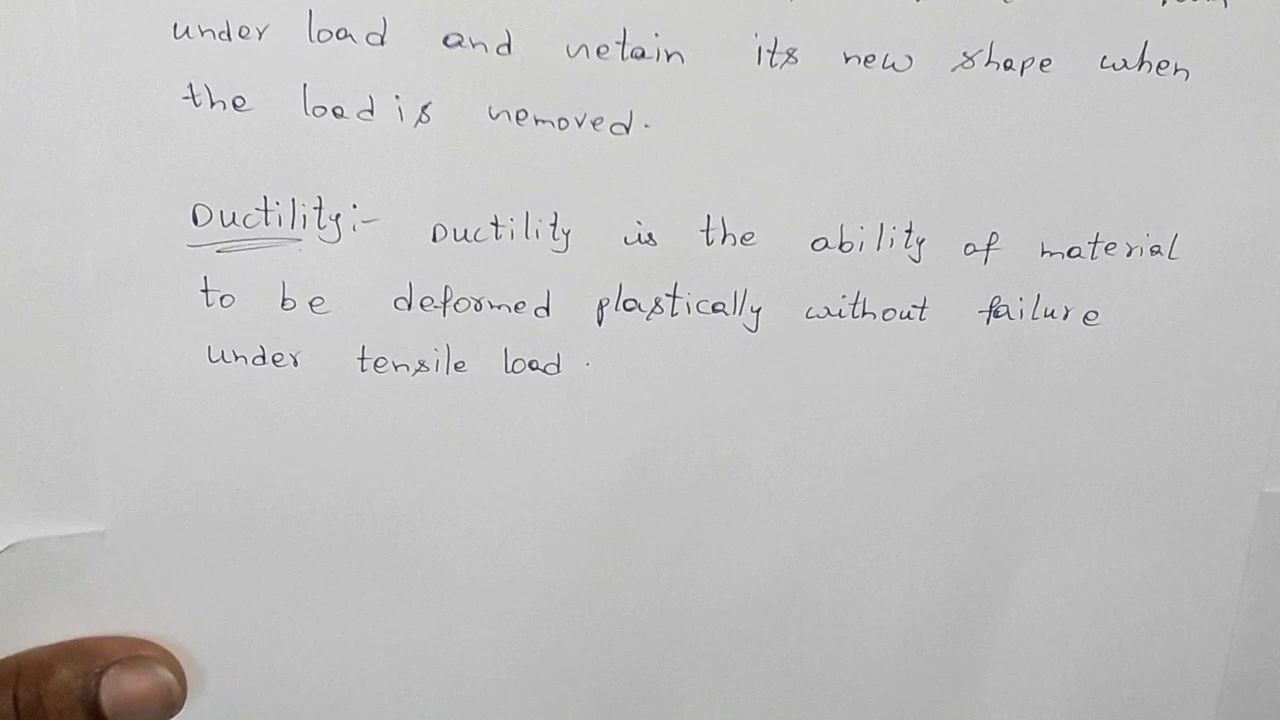 under load and retain its new shape when
the load is removed.
Ductility:- Ductility is the ability of material
to be deformed plastically without failure
under tensile load.